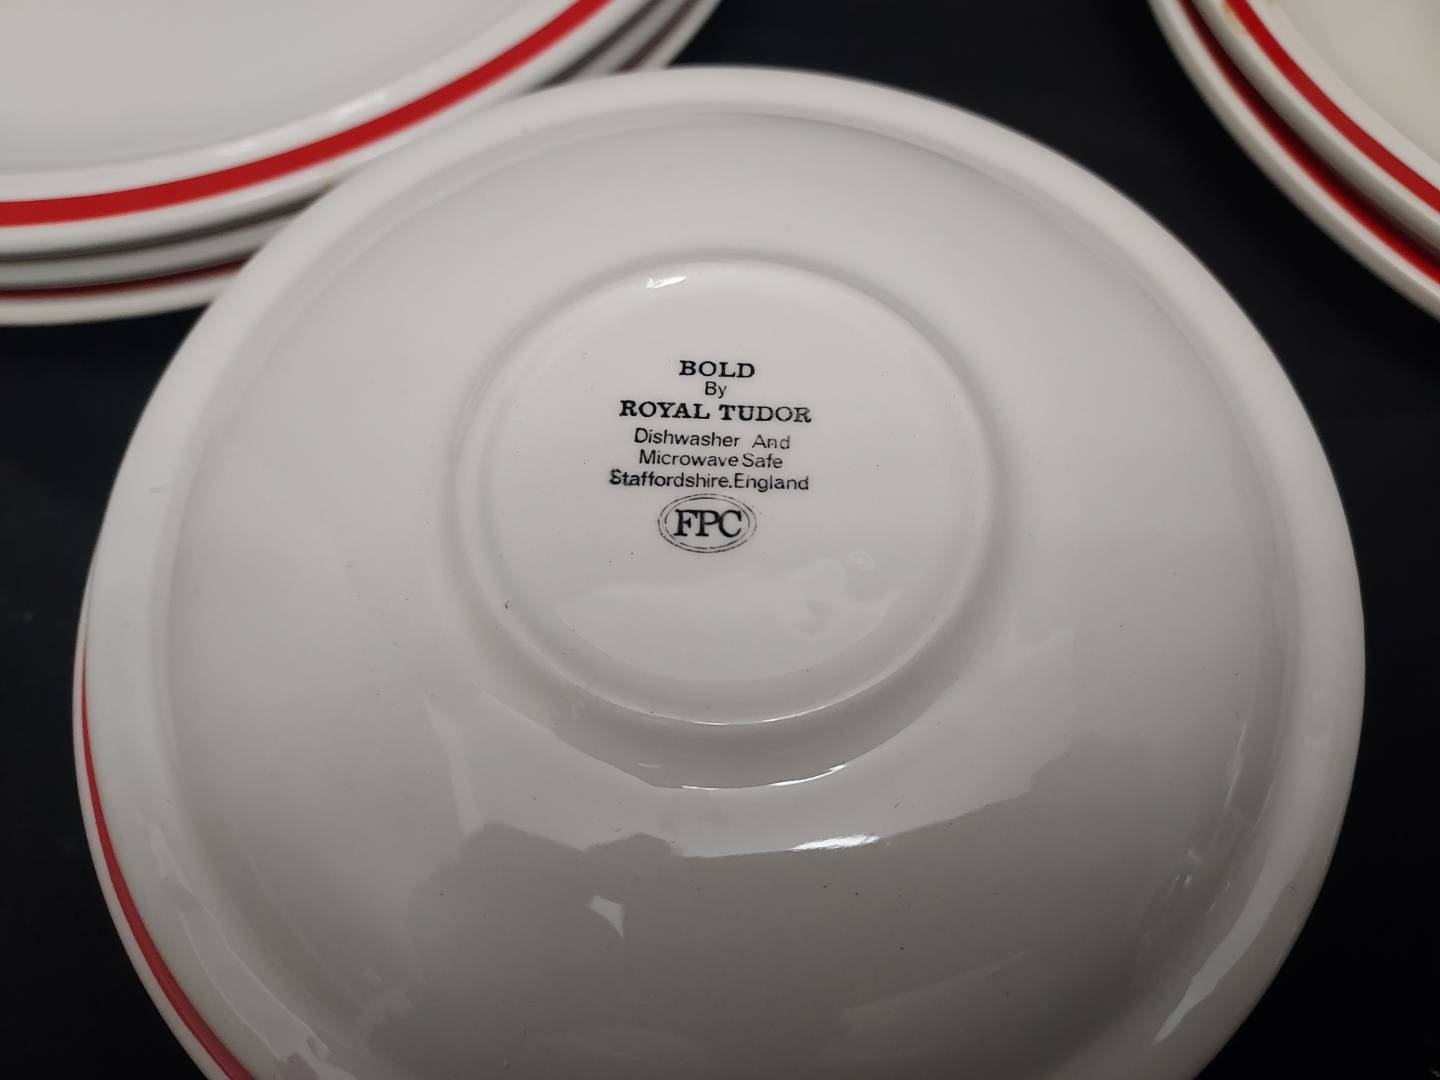 BOLD
By
ROYAL TUDOR
Dishwasher And
Microwave Safe
Staffordshire.England
FPC